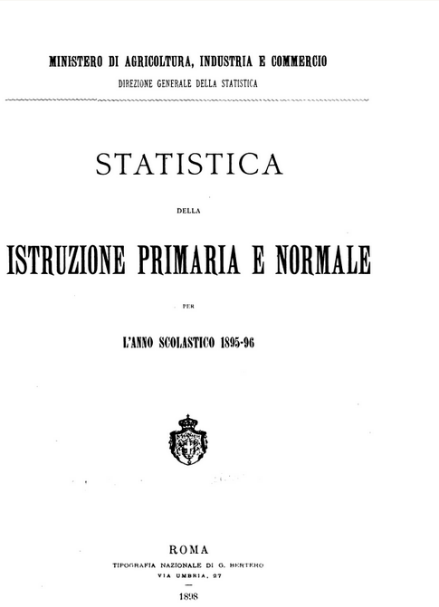 MINISTERO DI AGRICOLTURA, INDUSTRIA E COMMERCIO
DIREZIONE GENERALE DELLA STATISTICA
STATISTICA
DELLA
ISTRUZIONE PRIMARIA E NORMALE
PER
L'ANNO SCOLASTICO 1895-96
ROMA
TIPOGRAFIA NAZIONALE DI G. BERTERO
VIA UMBRIA, 27
1898